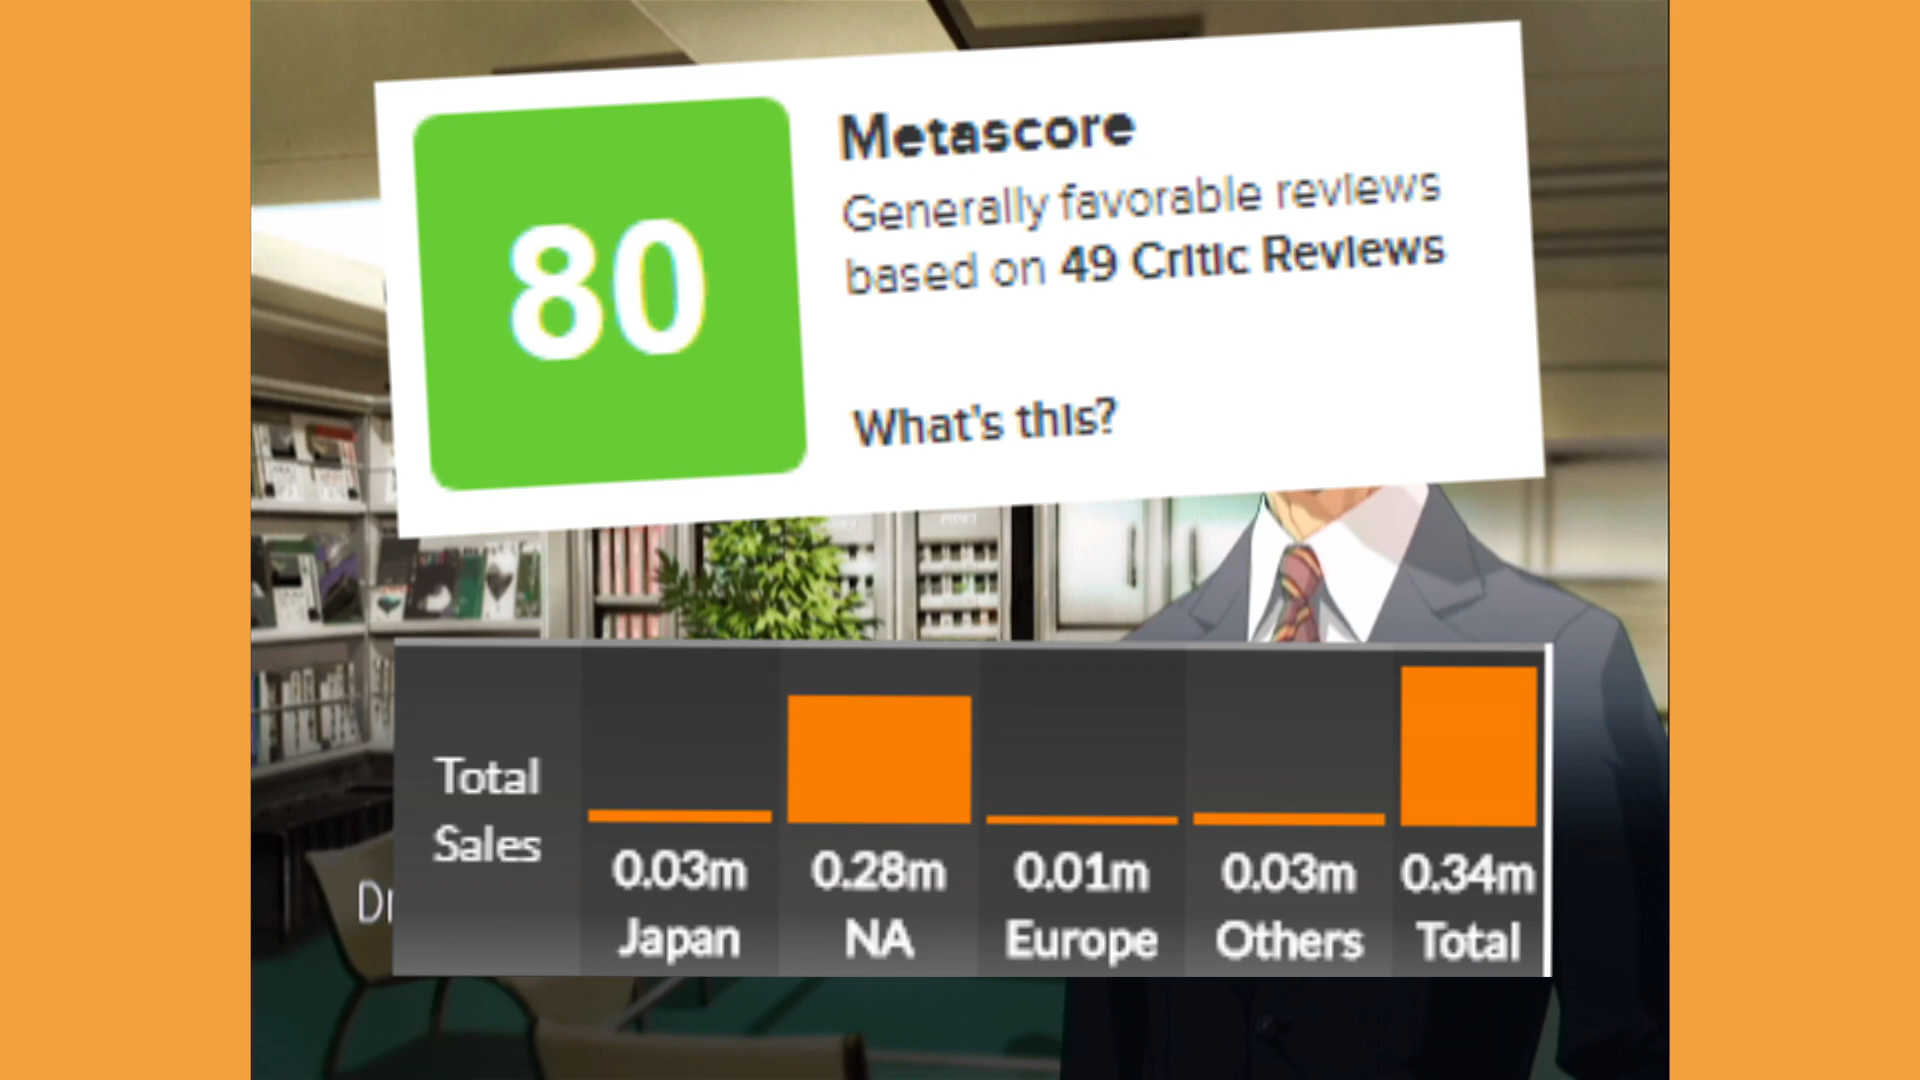 80
Metascore
Generally favorable reviews
based on 49 Critic Reviews
What's this?
Total
Sales
0.03m
Japan
0.28m
NA
0.01m
Europe
0.03m
Others
0.34m
Total
Dr